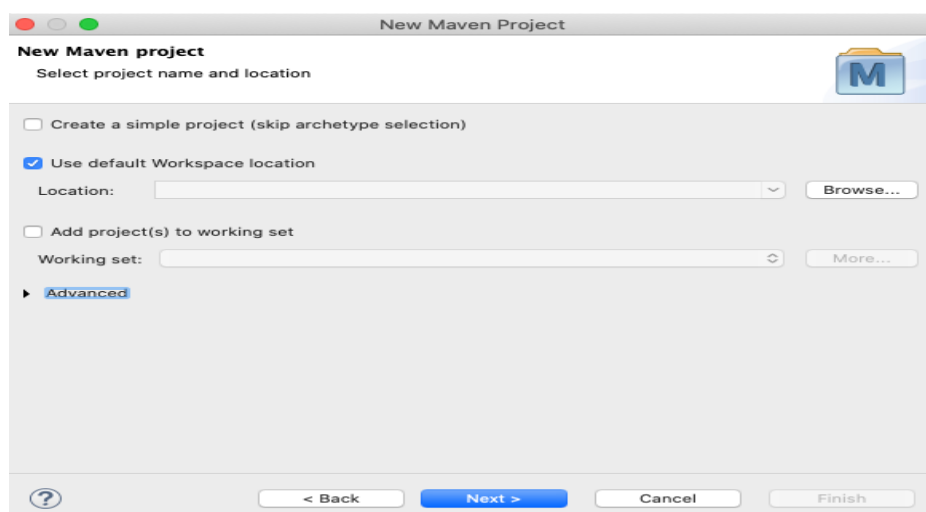 New Maven Project
New Maven project
Select project name and location
M
Create a simple project (skip archetype selection)
Use default Workspace location
Location:
Browse...
Add project(s) to working set
Working set:
More...
Advanced
?
< Back
Next >
Cancel
Finish